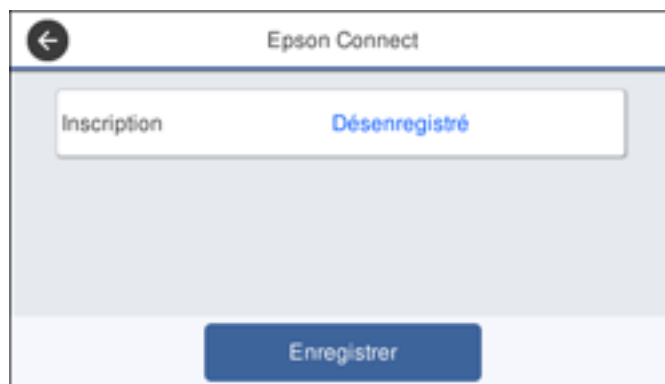 Epson Connect
Inscription Désenregistré
Enregistrer